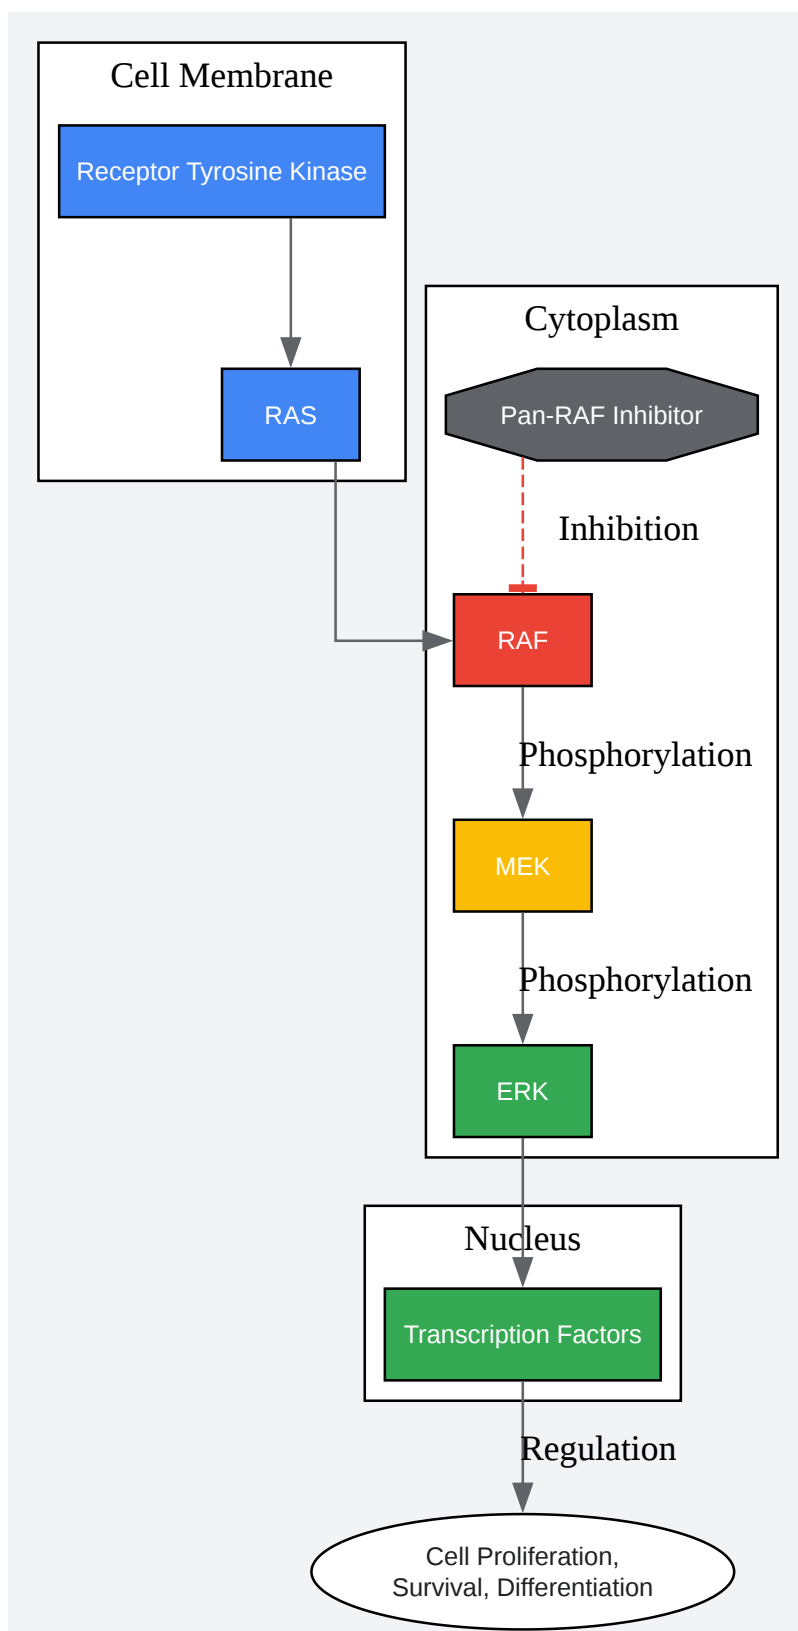 Cell Membrane
Receptor Tyrosine Kinase
RAS
Cytoplasm
Pan-RAF Inhibitor
Inhibition
RAF
Phosphorylation
MEK
Phosphorylation
ERK
Nucleus
Transcription Factors
Regulation
Cell Proliferation,
Survival, Differentiation